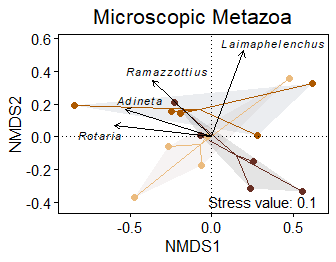 Microscopic Metazoa
0.6
Laimaphelenchus
0.4
Ramazzottius
0.2
Adineta
0.0
Rotaria
-0.2
-0.4
Stress value: 0.1
-0.5
0.0
0.5
NMDS1
NMDS2